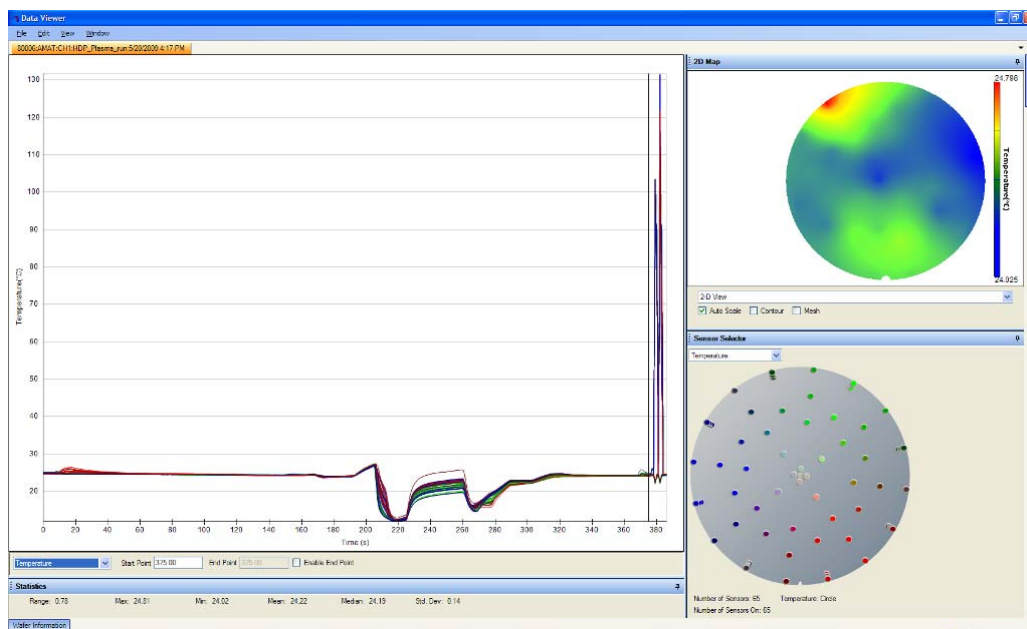 Data Viewer
File Edit View Window
80006:AMAT:CH1:HDP_Plasma_run:5/20/2009 4:17 PM
130
120
110
100
90
80
70
60
50
40
30
20
Temperature(°C)
0 20 40 60 80 100 120 140 160 180 200 220 240 260 280 300 320 340 360 380
Time (s)
Temperature Start Point 375.00 End Point 375.00 Enable End Point
Statistics
Range: 0.78 Max: 24.81 Min: 24.02 Mean: 24.22 Median: 24.19 Std. Dev: 0.14
Wafer Information
2D Map
24.798
Temperature(°C)
24.025
2-D View
Auto Scale Contour Mesh
Sensor Selector
Temperature
Number of Sensors: 65 Temperature: Circle
Number of Sensors On: 65